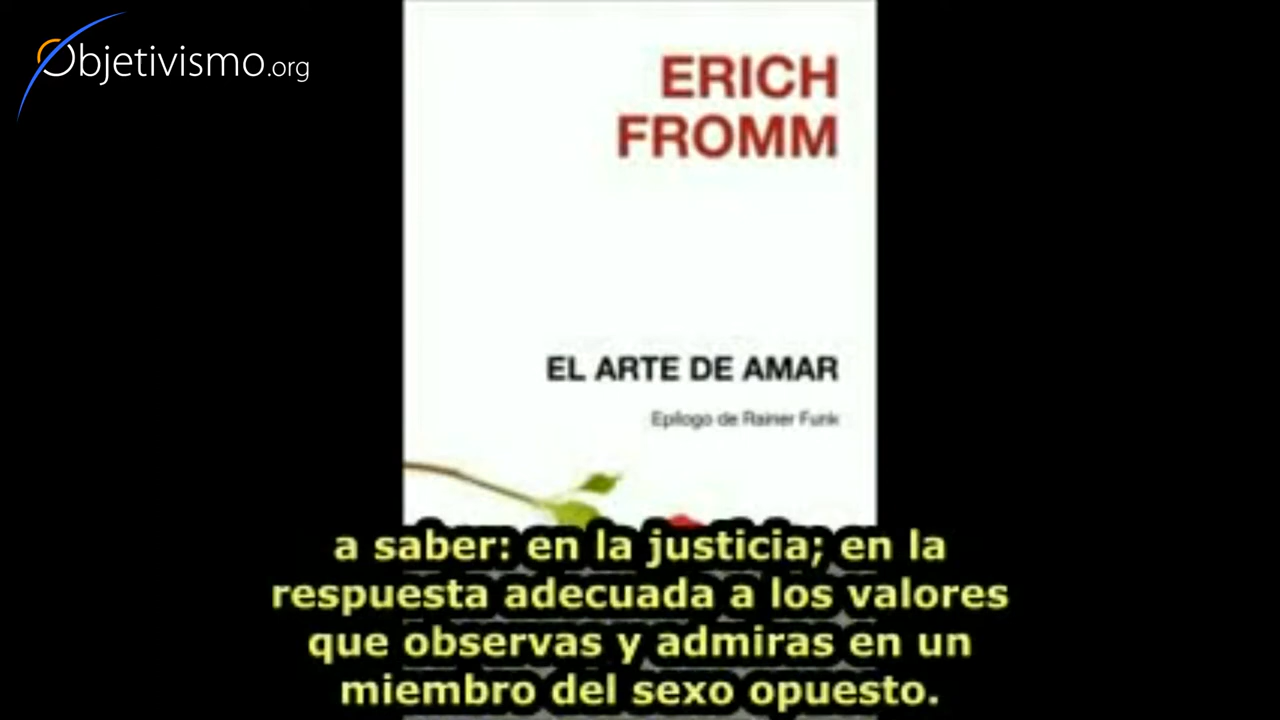 Objetivismo.org
ERICH
FROMM
EL ARTE DE AMAR
Epílogo de Rainer Funk
a saber: en la justicia; en la
respuesta adecuada a los valores
que observas y admiras en un
miembro del sexo opuesto.